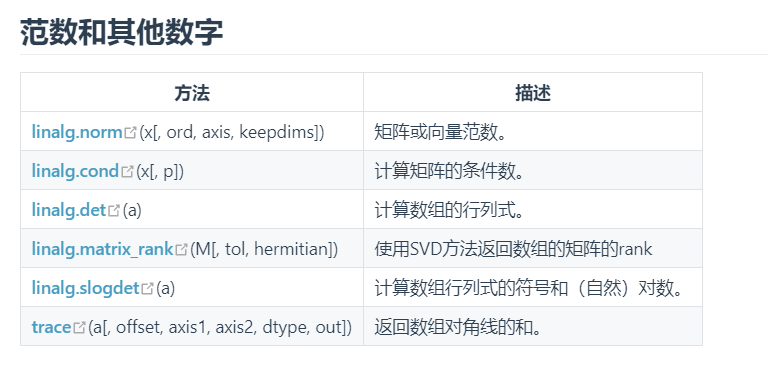 范数和其他数字
方法 描述
linalg.norm(x[, ord, axis, keepdims]) 矩阵或向量范数。
linalg.cond(x[, p]) 计算矩阵的条件数。
linalg.det(a) 计算数组的行列式。
linalg.matrix_rank(M[, tol, hermitian]) 使用SVD方法返回数组的矩阵的rank
linalg.slogdet(a) 计算数组行列式的符号和（自然）对数。
trace(a[, offset, axis1, axis2, dtype, out]) 返回数组对角线的和。